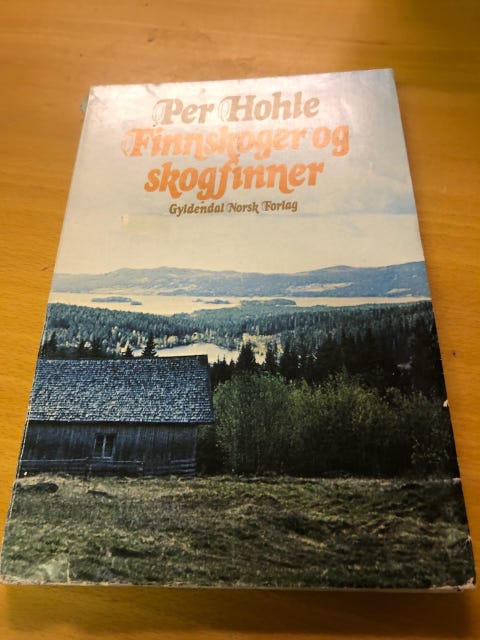 Per Hohle
Finnskoger og
skogfinner
Gyldendal Norsk Forlag